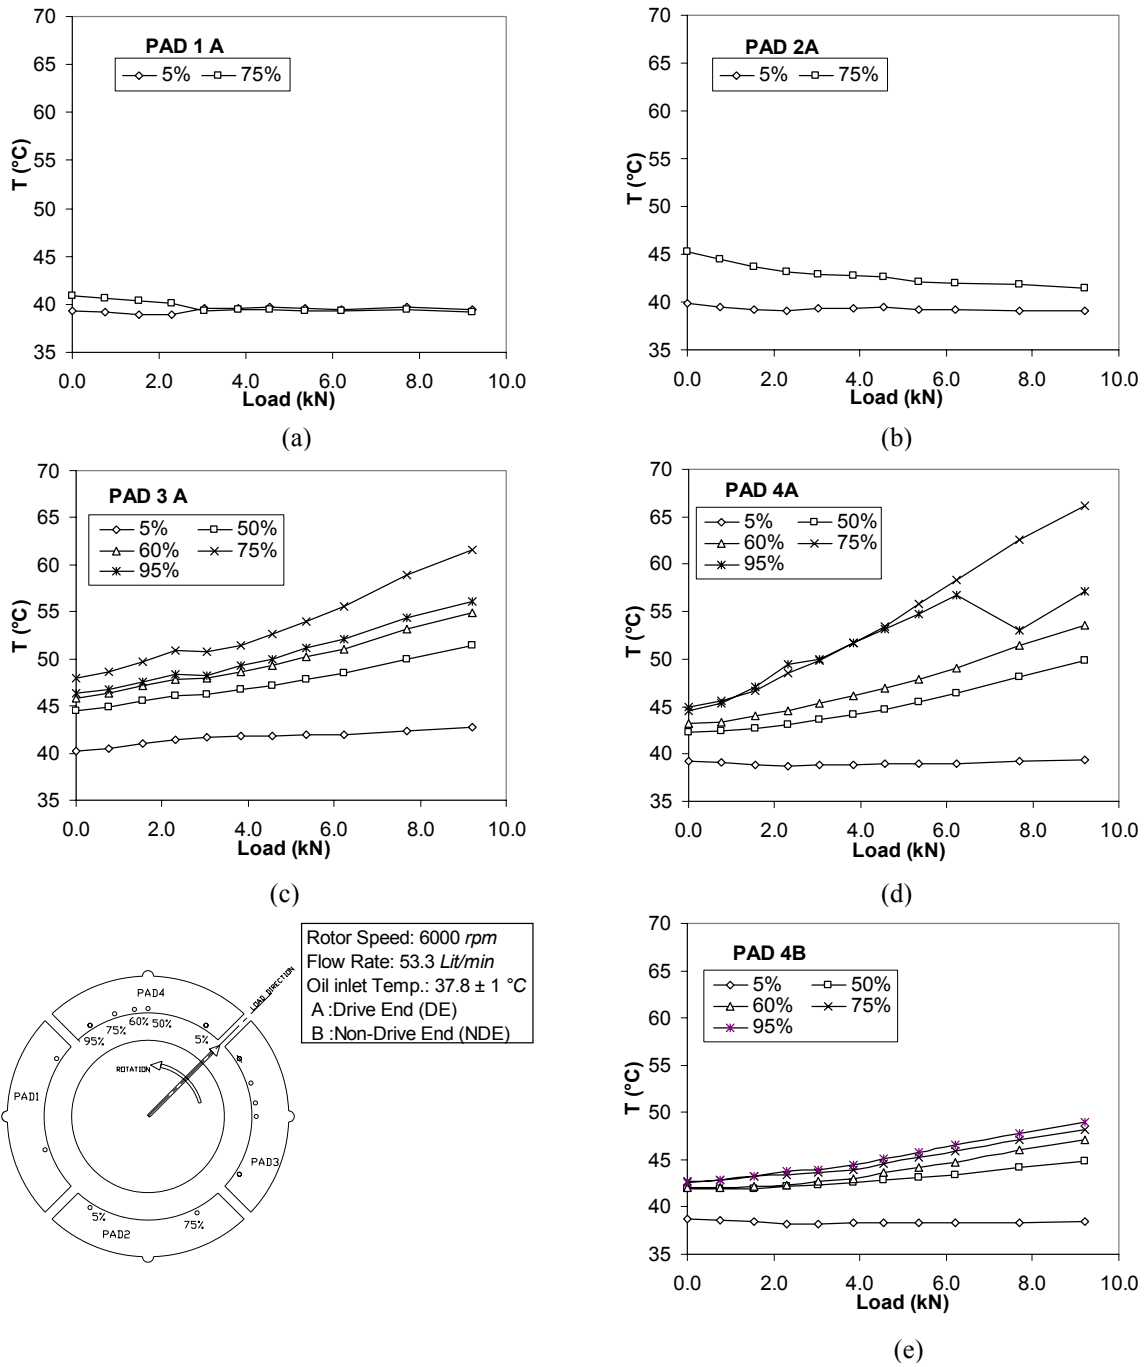 PAD 1 A
5% 75%
70
65
60
55
50
45
40
35
T (°C)
0.0 2.0 4.0 6.0 8.0 10.0
Load (kN)
(a)
PAD 2A
5% 75%
70
65
60
55
50
45
40
35
T (°C)
0.0 2.0 4.0 6.0 8.0 10.0
Load (kN)
(b)
PAD 3 A
5% 50%
60% 75%
95%
70
65
60
55
50
45
40
35
T (°C)
0.0 2.0 4.0 6.0 8.0 10.0
Load (kN)
(c)
PAD 4A
5% 50%
60% 75%
95%
70
65
60
55
50
45
40
35
T (°C)
0.0 2.0 4.0 6.0 8.0 10.0
Load (kN)
(d)
Rotor Speed: 6000 rpm
Flow Rate: 53.3 Lit/min
Oil inlet Temp.: 37.8 ± 1 °C
A :Drive End (DE)
B :Non-Drive End (NDE)
LOAD DIRECTION
PAD4
95% 75% 60% 50% 5%
ROTATION
PAD1
PAD3
5% 75%
PAD2
PAD 4B
5% 50%
60% 75%
95%
70
65
60
55
50
45
40
35
T (°C)
0.0 2.0 4.0 6.0 8.0 10.0
Load (kN)
(e)